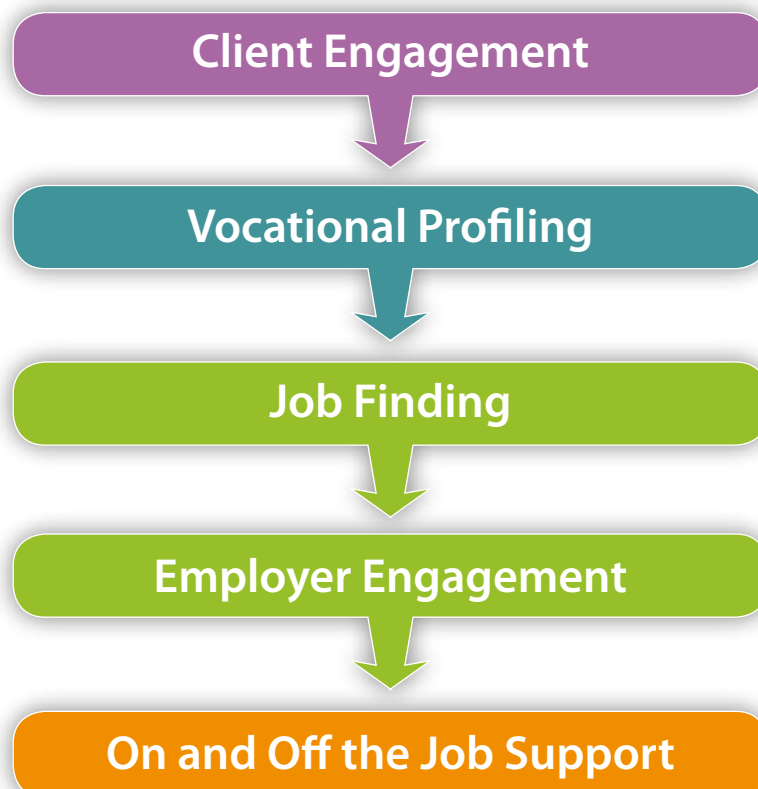 Client Engagement
Vocational Profiling
Job Finding
Employer Engagement
On and Off the Job Support